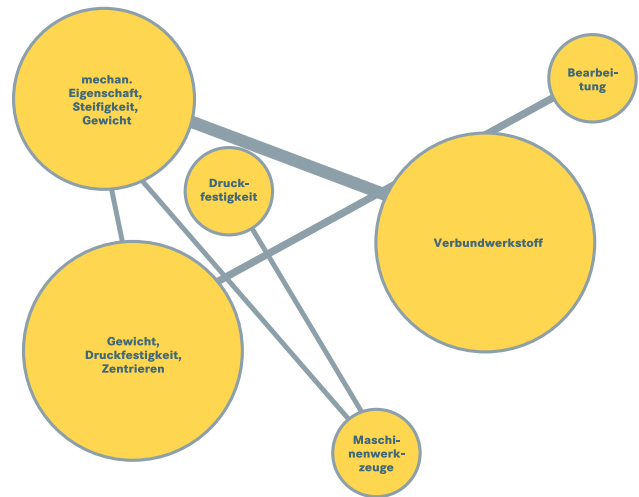 mechan.
Eigenschaft,
Steifigkeit,
Gewicht
Bearbei-
tung
Druck-
festigkeit
Verbundwerkstoff
Gewicht,
Druckfestigkeit,
Zentrieren
Maschi-
nenwerk-
zeuge